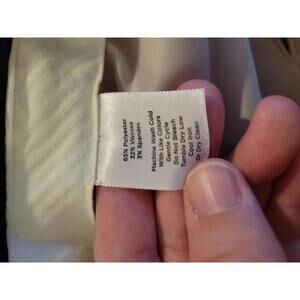 65% Polyester
32% Viscose
3% Spandex
Machine Wash Cold
With Like Colors
Gentle Cycle
Do Not Bleach
Tumble Dry Low
Cool Iron
Or Dry Clean